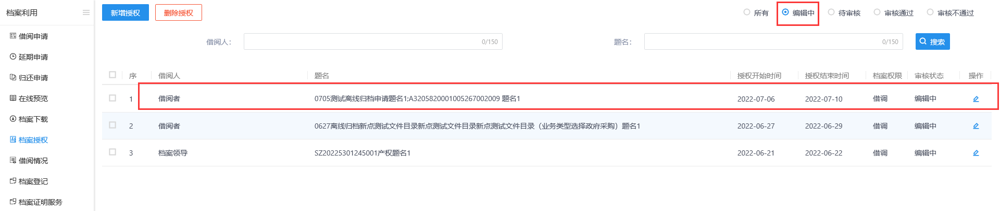 档案利用
借阅申请
延期申请
归还申请
在线预览
档案下载
档案授权
借阅情况
档案登记
档案证明服务
新增授权 删除授权 所有 编辑中 待审核 审核通过 审核不通过
借阅人： 0/150 题名： 0/150 搜索
序 借阅人 题名 授权开始时间 授权结束时间 档案权限 审核状态 操作
1 借阅者 0705测试离线归档申请题名1;A3205820001005267002009 题名1 2022-07-06 2022-07-10 借调 编辑中
2 借阅者 0627离线归档新点测试文件目录新点测试文件目录新点测试文件目录（业务类型选择政府采购）题名1 2022-06-27 2022-06-29 借调 编辑中
3 档案领导 SZ20225301245001产权题名1 2022-06-21 2022-06-22 借调 编辑中